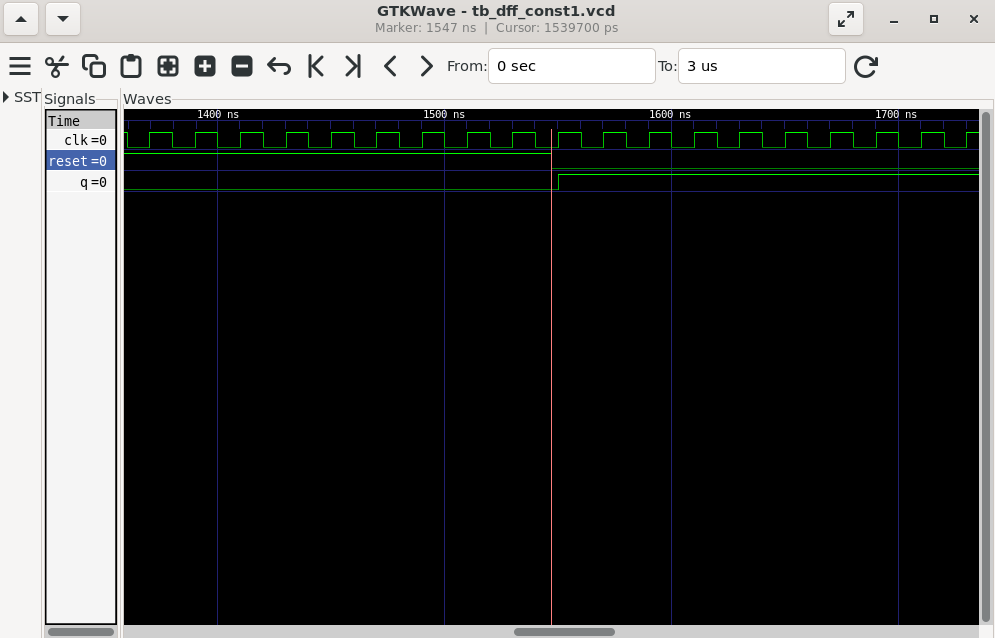 GTKWave - tb_dff_const1.vcd
Marker: 1547 ns | Cursor: 1539700 ps
From: 0 sec To: 3 us
SST
Signals
Waves
Time
1400 ns 1500 ns 1600 ns 1700 ns
clk =0
reset =0
q =0